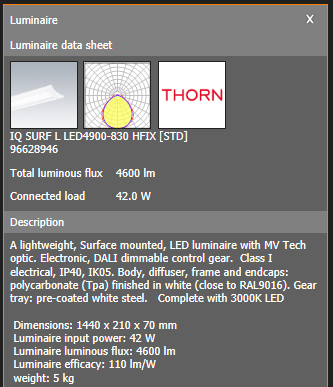 Luminaire X
Luminaire data sheet
THORN
IQ SURF L LED4900-830 HFIX [STD]
96628946
Total luminous flux 4600 lm
Connected load 42.0 W
Description
A lightweight, Surface mounted, LED luminaire with MV Tech
optic. Electronic, DALI dimmable control gear. Class I
electrical, IP40, IK05. Body, diffuser, frame and endcaps:
polycarbonate (Tpa) finished in white (close to RAL9016). Gear
tray: pre-coated white steel. Complete with 3000K LED
Dimensions: 1440 x 210 x 70 mm
Luminaire input power: 42 W
Luminaire luminous flux: 4600 lm
Luminaire efficacy: 110 lm/W
weight: 5 kg